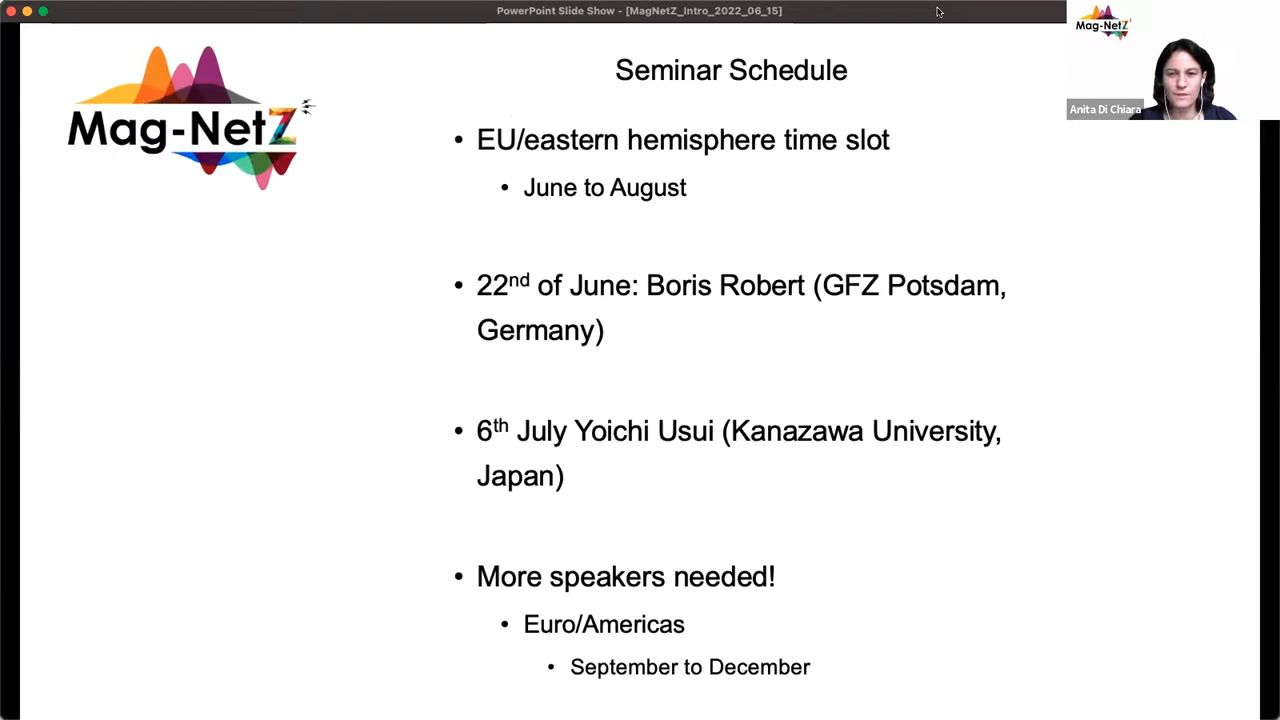 PowerPoint Slide Show - [MagNetZ_Intro_2022_06_15]
Mag-NetZ
Mag-NetZ
Anita Di Chiara
Seminar Schedule
• EU/eastern hemisphere time slot
• June to August
• 22nd of June: Boris Robert (GFZ Potsdam,
Germany)
• 6th July Yoichi Usui (Kanazawa University,
Japan)
• More speakers needed!
• Euro/Americas
• September to December